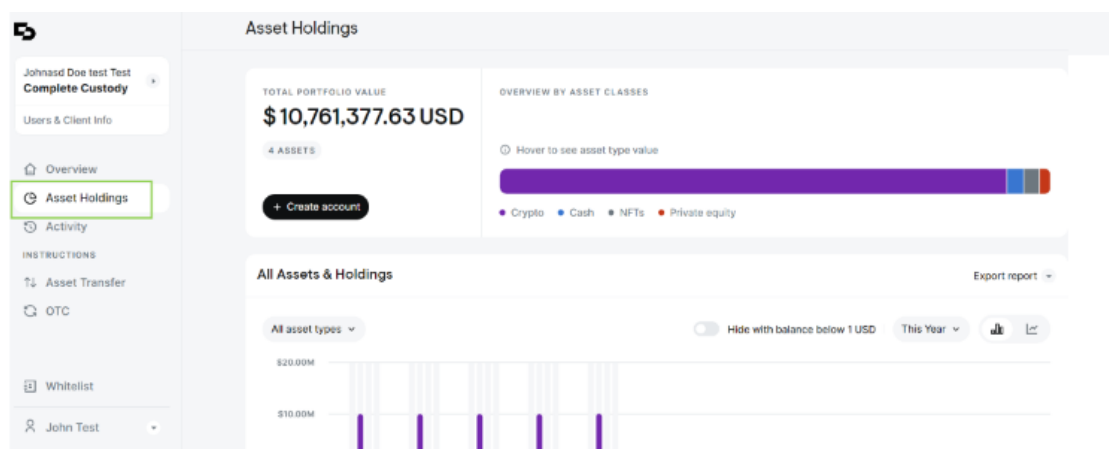 Asset Holdings
Johnasd Doe test Test
Complete Custody
Users & Client Info
Overview
Asset Holdings
Activity
INSTRUCTIONS
Asset Transfer
OTC
Whitelist
John Test
TOTAL PORTFOLIO VALUE
$10,761,377.63 USD
4 ASSETS
+ Create account
OVERVIEW BY ASSET CLASSES
Hover to see asset type value
Crypto Cash NFTs Private equity
All Assets & Holdings
Export report
All asset types
Hide with balance below 1 USD
This Year
$20.00M
$10.00M